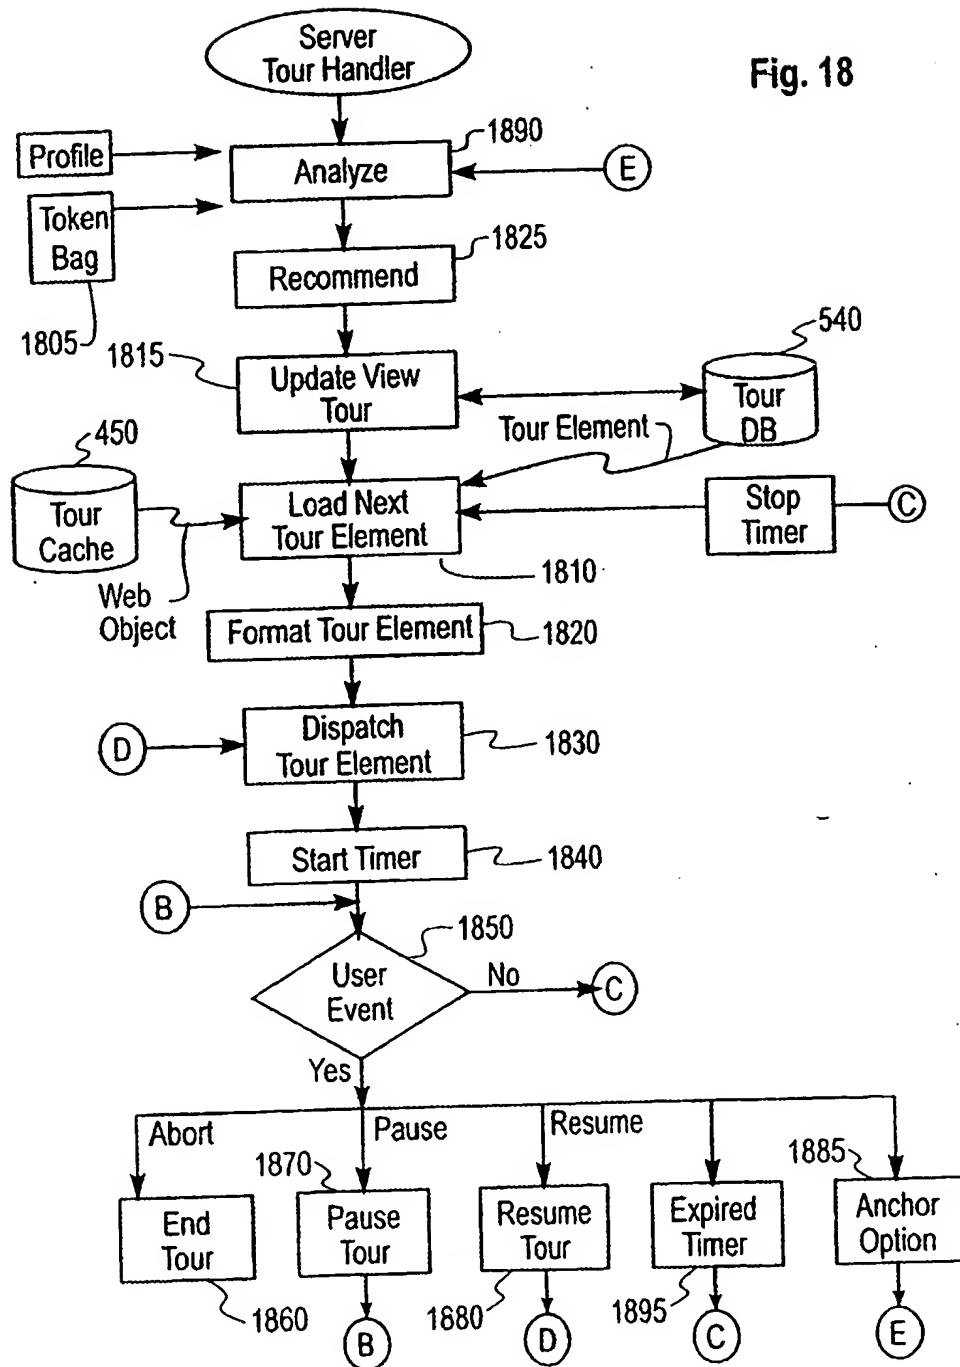 Server
Tour Handler
Fig. 18
1890
Profile
Analyze
E
Token
Bag
1825
Recommend
1805
1815
540
Update View
Tour
Tour
DB
Tour Element
450
Tour
Cache
Load Next
Tour Element
Stop
Timer
C
1810
Web
Object
Format Tour Element
1820
D
Dispatch
Tour Element
1830
Start Timer
1840
B
1850
User
Event
No
C
Yes
Abort
Pause
Resume
1870
1885
End
Tour
Pause
Tour
Resume
Tour
Expired
Timer
Anchor
Option
1860
1880
1895
B
D
C
E